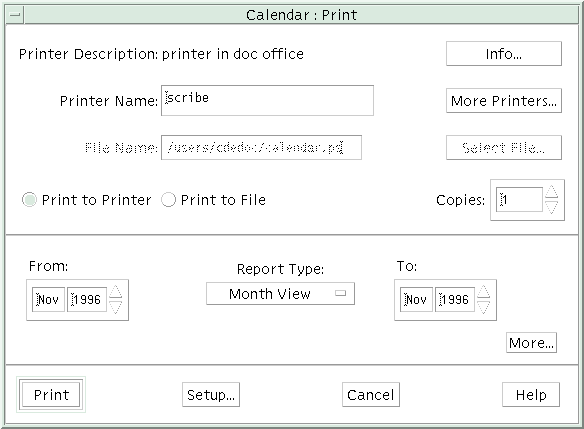 Calendar : Print
Printer Description: printer in doc office Info...
Printer Name: scribe More Printers...
File Name: /users/cdedoc/calendar.ps Select File...
Print to Printer Print to File Copies: 1
From: Report Type: To:
Nov 1996 Month View Nov 1996
More...
Print Setup... Cancel Help